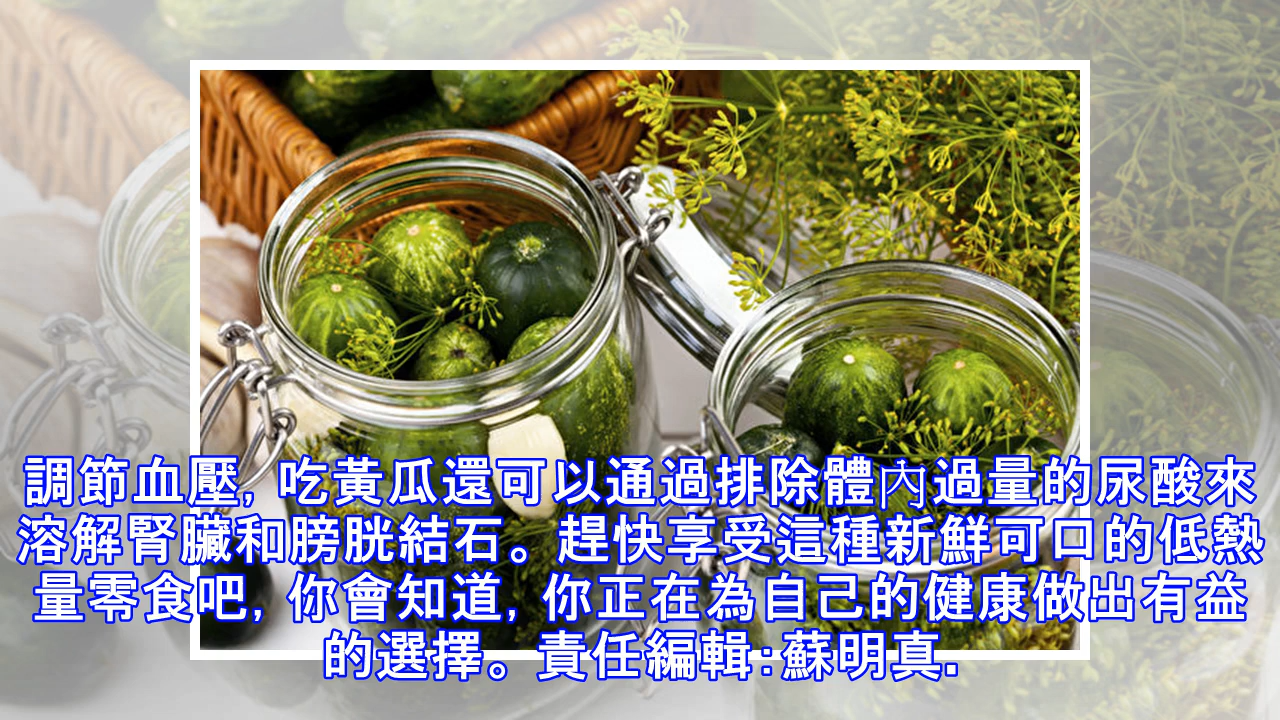 調節血壓, 吃黃瓜還可以通過排除體內過量的尿酸來
溶解腎臟和膀胱結石。趕快享受這種新鮮可口的低熱
量零食吧, 你會知道, 你正在為自己的健康做出有益
的選擇。責任編輯:蘇明真.